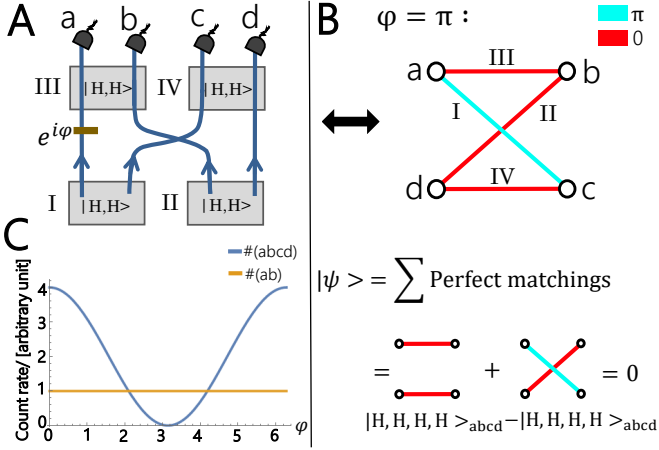 A
a b c d
III |H,H> IV |H,H>
e^{iφ}
I |H,H> II |H,H>
B
φ = π :
π
0
a III b
I II
d IV c
|ψ > = ∑ Perfect matchings
= + = 0
|H, H, H, H >abcd −|H, H, H, H >abcd
C
#(abcd)
#(ab)
Count rate/ [arbitrary unit]
4
3
2
1
0
0 1 2 3 4 5 6 φ